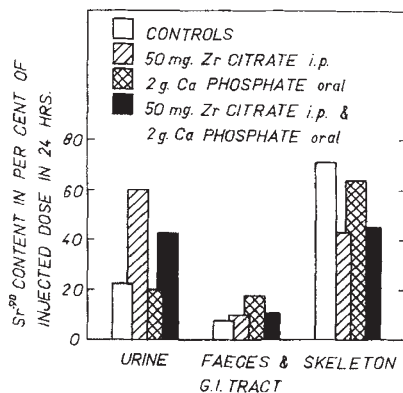 CONTROLS
50 mg. Zr CITRATE i.p.
2 g. Ca PHOSPHATE oral
50 mg. Zr CITRATE i.p. &
2 g. Ca PHOSPHATE oral
Sr90 CONTENT IN PER CENT OF
INJECTED DOSE IN 24 HRS.
80
60
40
20
0
URINE
FAECES &
G.I. TRACT
SKELETON